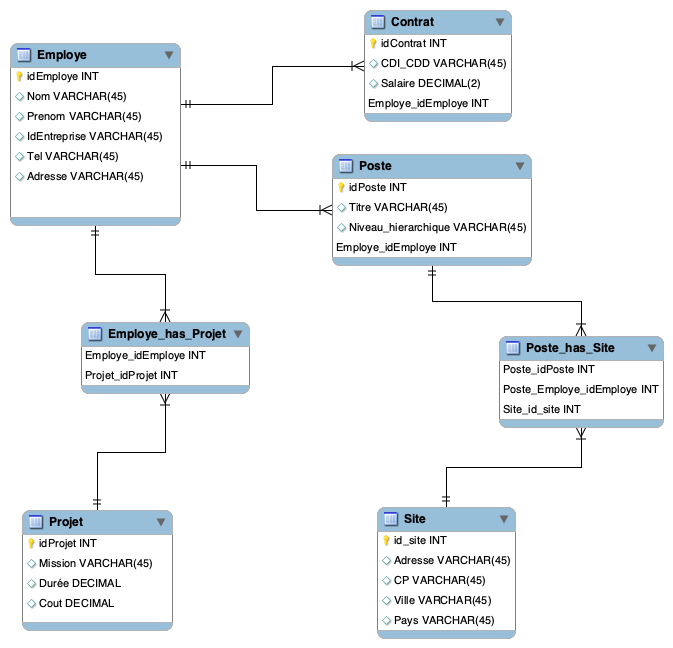 Employe
idEmploye INT
Nom VARCHAR(45)
Prenom VARCHAR(45)
IdEntreprise VARCHAR(45)
Tel VARCHAR(45)
Adresse VARCHAR(45)
Contrat
idContrat INT
CDI_CDD VARCHAR(45)
Salaire DECIMAL(2)
Employe_idEmploye INT
Poste
idPoste INT
Titre VARCHAR(45)
Niveau_hierarchique VARCHAR(45)
Employe_idEmploye INT
Employe_has_Projet
Employe_idEmploye INT
Projet_idProjet INT
Poste_has_Site
Poste_idPoste INT
Poste_Employe_idEmploye INT
Site_id_site INT
Projet
idProjet INT
Mission VARCHAR(45)
Durée DECIMAL
Cout DECIMAL
Site
id_site INT
Adresse VARCHAR(45)
CP VARCHAR(45)
Ville VARCHAR(45)
Pays VARCHAR(45)